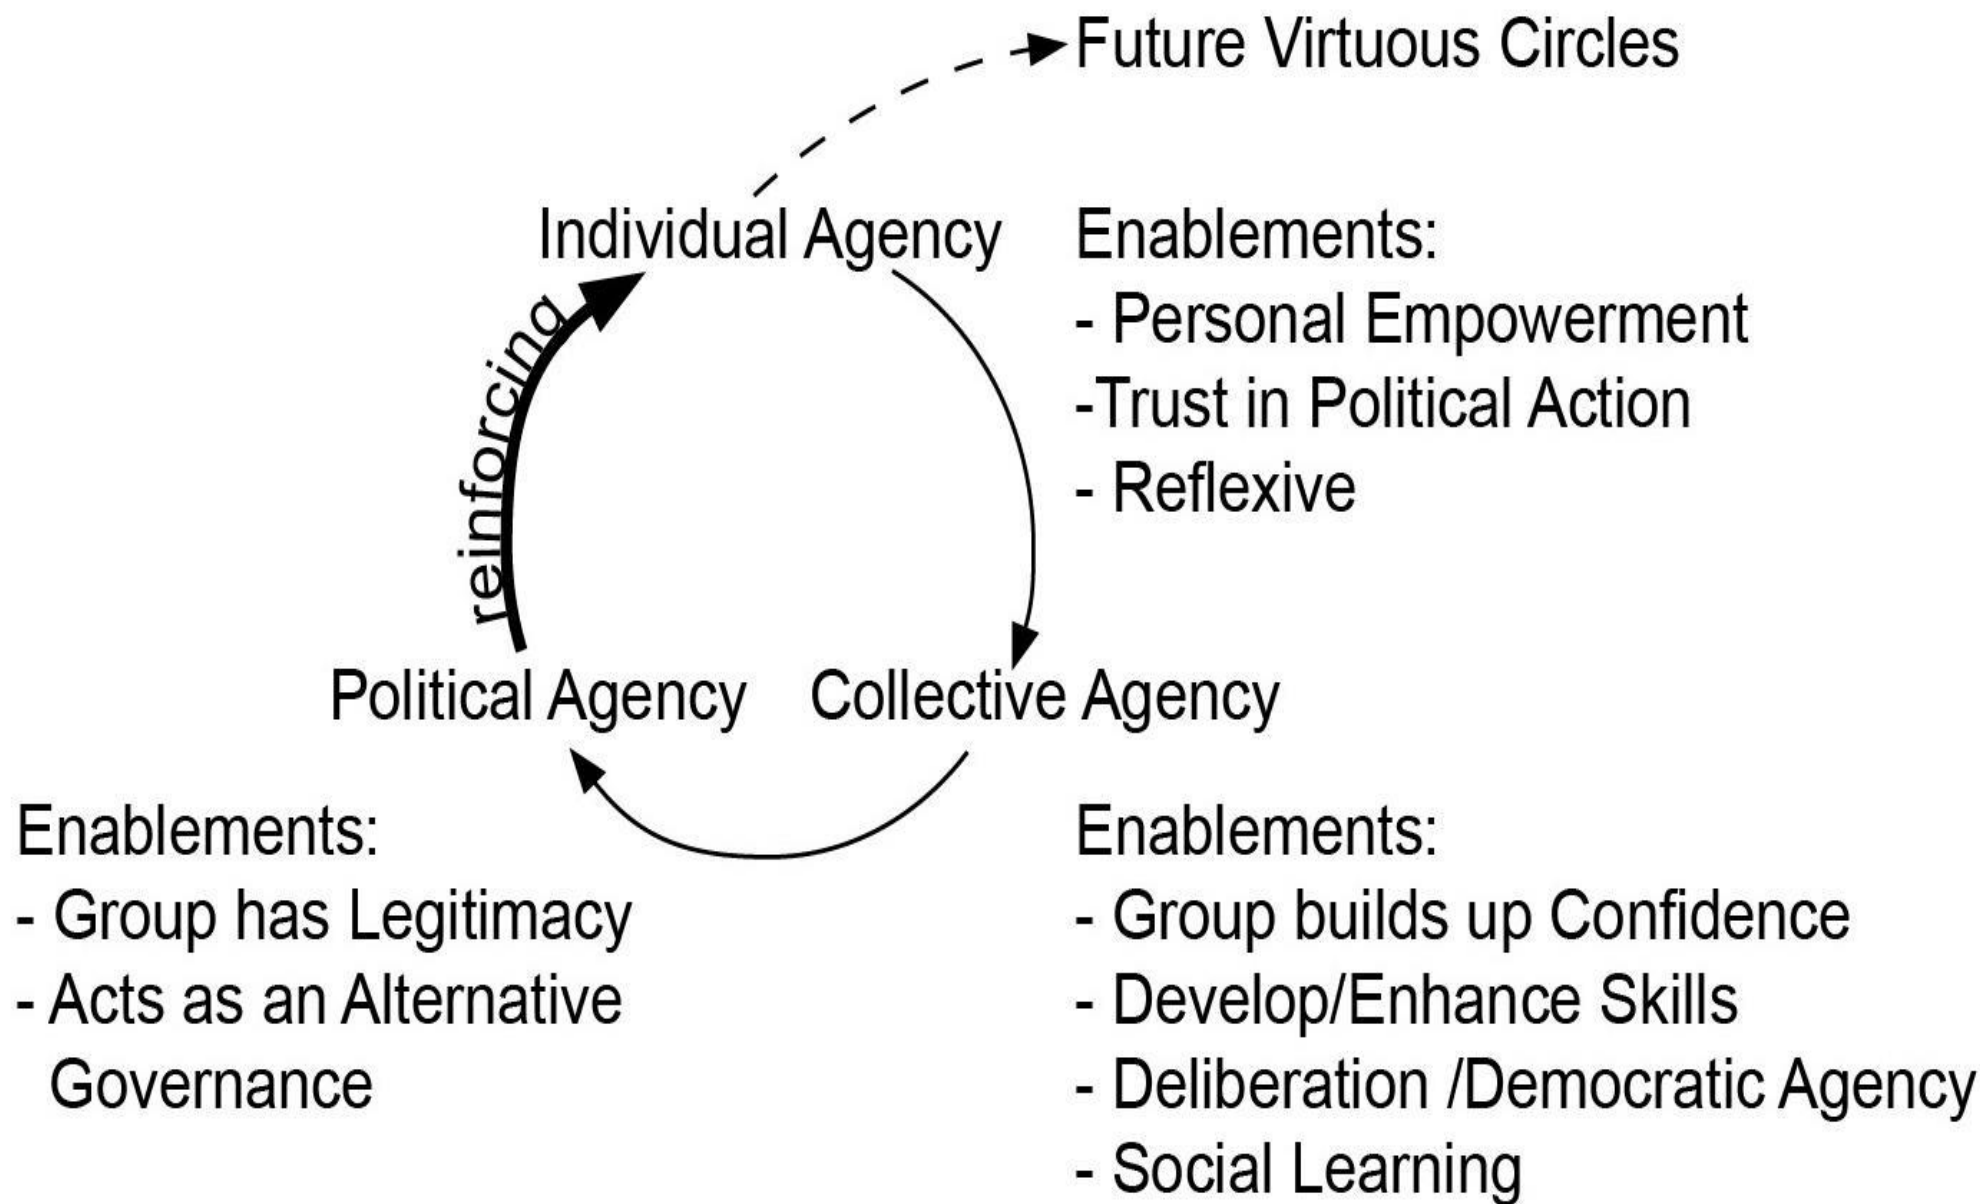 Future Virtuous Circles
Individual Agency
Enablements:
- Personal Empowerment
-Trust in Political Action
- Reflexive
reinforcing
Political Agency
Collective Agency
Enablements:
- Group has Legitimacy
- Acts as an Alternative
Governance
Enablements:
- Group builds up Confidence
- Develop/Enhance Skills
- Deliberation /Democratic Agency
- Social Learning